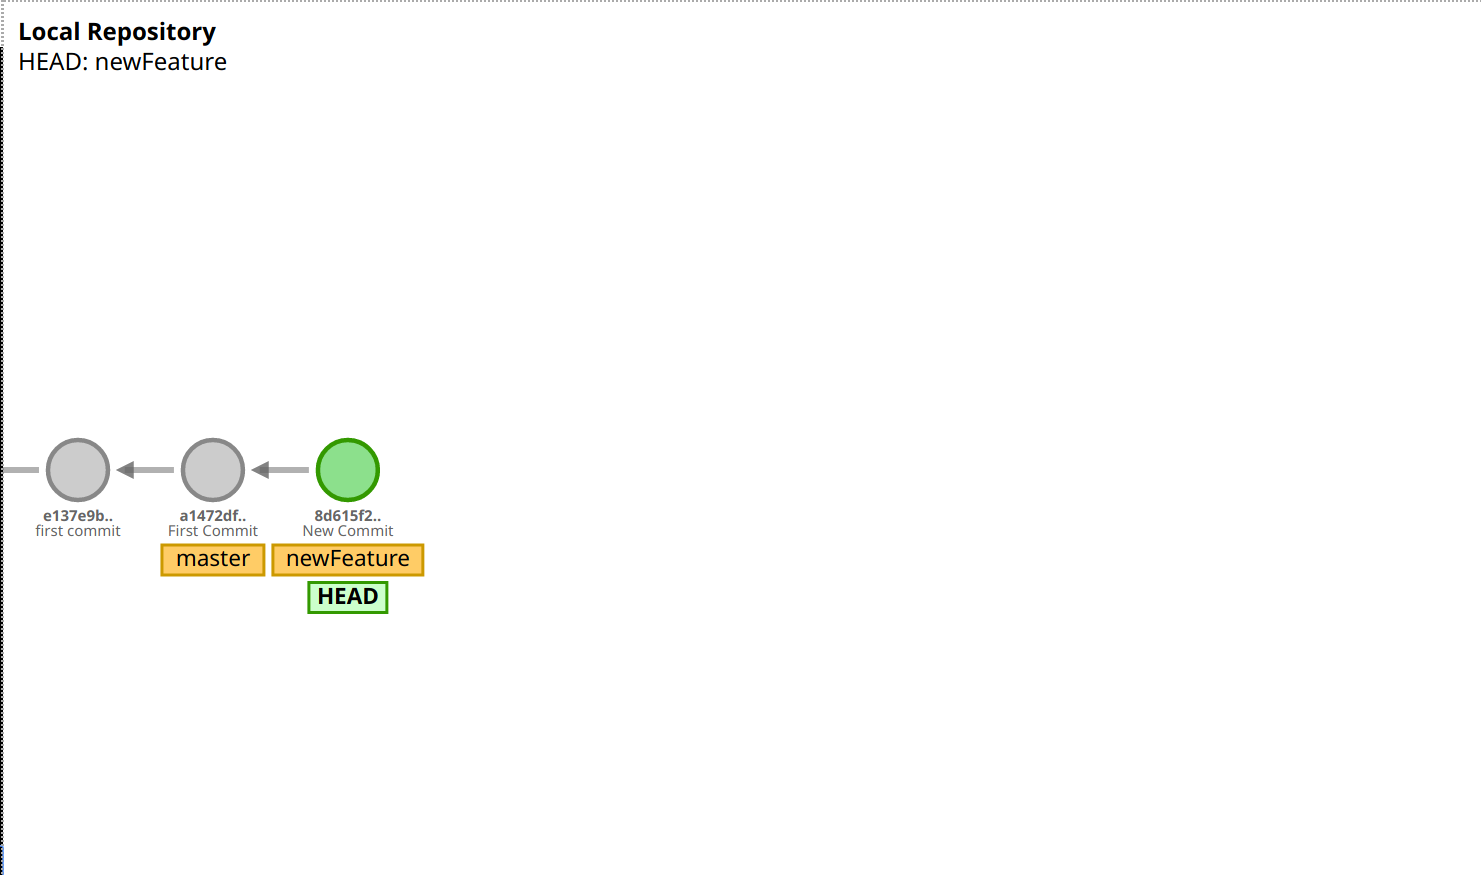 Local Repository
HEAD: newFeature
e137e9b..
first commit
a1472df..
First Commit
master
8d615f2..
New Commit
newFeature
HEAD